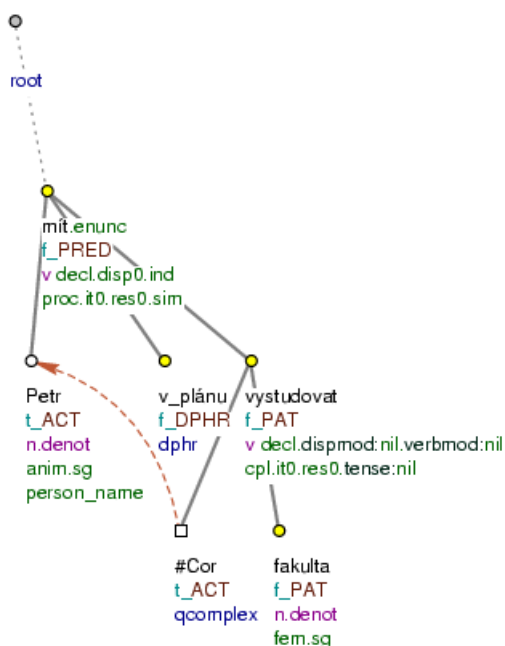 root
mít.enunc
f_PRED
v decl.disp0.ind
proc.it0.res0.sim
Petr
t_ACT
n.denot
anim.sg
person_name
v_plánu
f_DPHR
dphr
vystudovat
f_PAT
v decl.dispmod:nil.verbmod:nil
cpl.it0.res0.tense:nil
#Cor
t_ACT
qcomplex
fakulta
f_PAT
n.denot
fem.sg